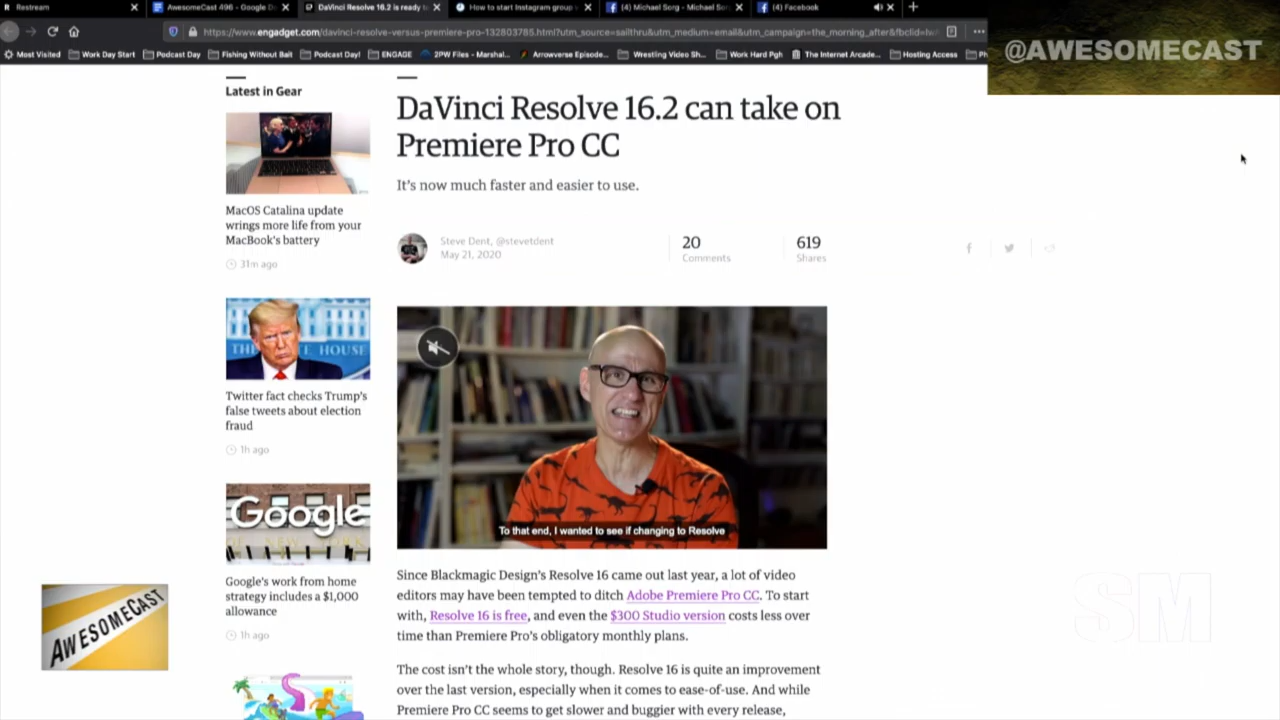 Restream
AwesomeCast 496 - Google D
DaVinci Resolve 16.2 is ready t
How to start Instagram group v
(4) Michael Sorg - Michael Sor
(4) Facebook
https://www.engadget.com/davinci-resolve-versus-premiere-pro-132803785.html?utm_source=sailthru&utm_medium=email&utm_campaign=the_morning_after&fbclid=
Most Visited
Work Day Start
Podcast Day
Fishing Without Bait
Podcast Day!
ENGAGE
2PW Files - Marshal...
Arrowverse Episode...
Wrestling Video Sh...
Work Hard Pgh
The Internet Arcade...
Hosting Access
@AWESOMECAST
Latest in Gear
MacOS Catalina update
wrings more life from your
MacBook's battery
31m ago
THE
HOUSE
Twitter fact checks Trump's
false tweets about election
fraud
1h ago
Google
Google's work from home
strategy includes a $1,000
allowance
1h ago
DaVinci Resolve 16.2 can take on
Premiere Pro CC
It's now much faster and easier to use.
Steve Dent, @stevetdent
May 21, 2020
20
Comments
619
Shares
To that end, I wanted to see if changing to Resolve
Since Blackmagic Design's Resolve 16 came out last year, a lot of video
editors may have been tempted to ditch Adobe Premiere Pro CC. To start
with, Resolve 16 is free, and even the $300 Studio version costs less over
time than Premiere Pro's obligatory monthly plans.
The cost isn't the whole story, though. Resolve 16 is quite an improvement
over the last version, especially when it comes to ease-of-use. And while
Premiere Pro CC seems to get slower and buggier with every release,
AWESOMECAST
SM